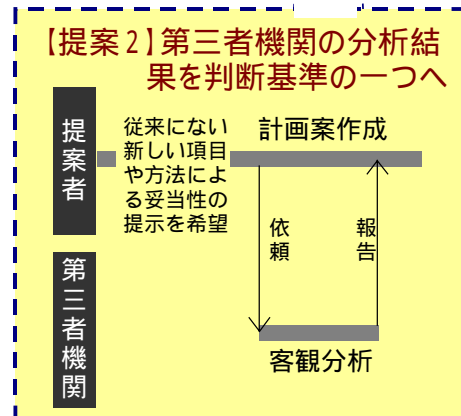 【提案2】第三者機関の分析結
果を判断基準の一つへ
提案者
従来にない
新しい項目
や方法によ
る妥当性の
提示を希望
計画案作成
依頼
報告
第三者機関
客観分析